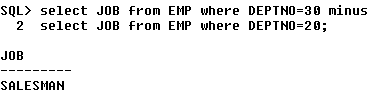 SQL> select JOB from EMP where DEPTNO=30 minus
2 select JOB from EMP where DEPTNO=20;
JOB
---------
SALESMAN